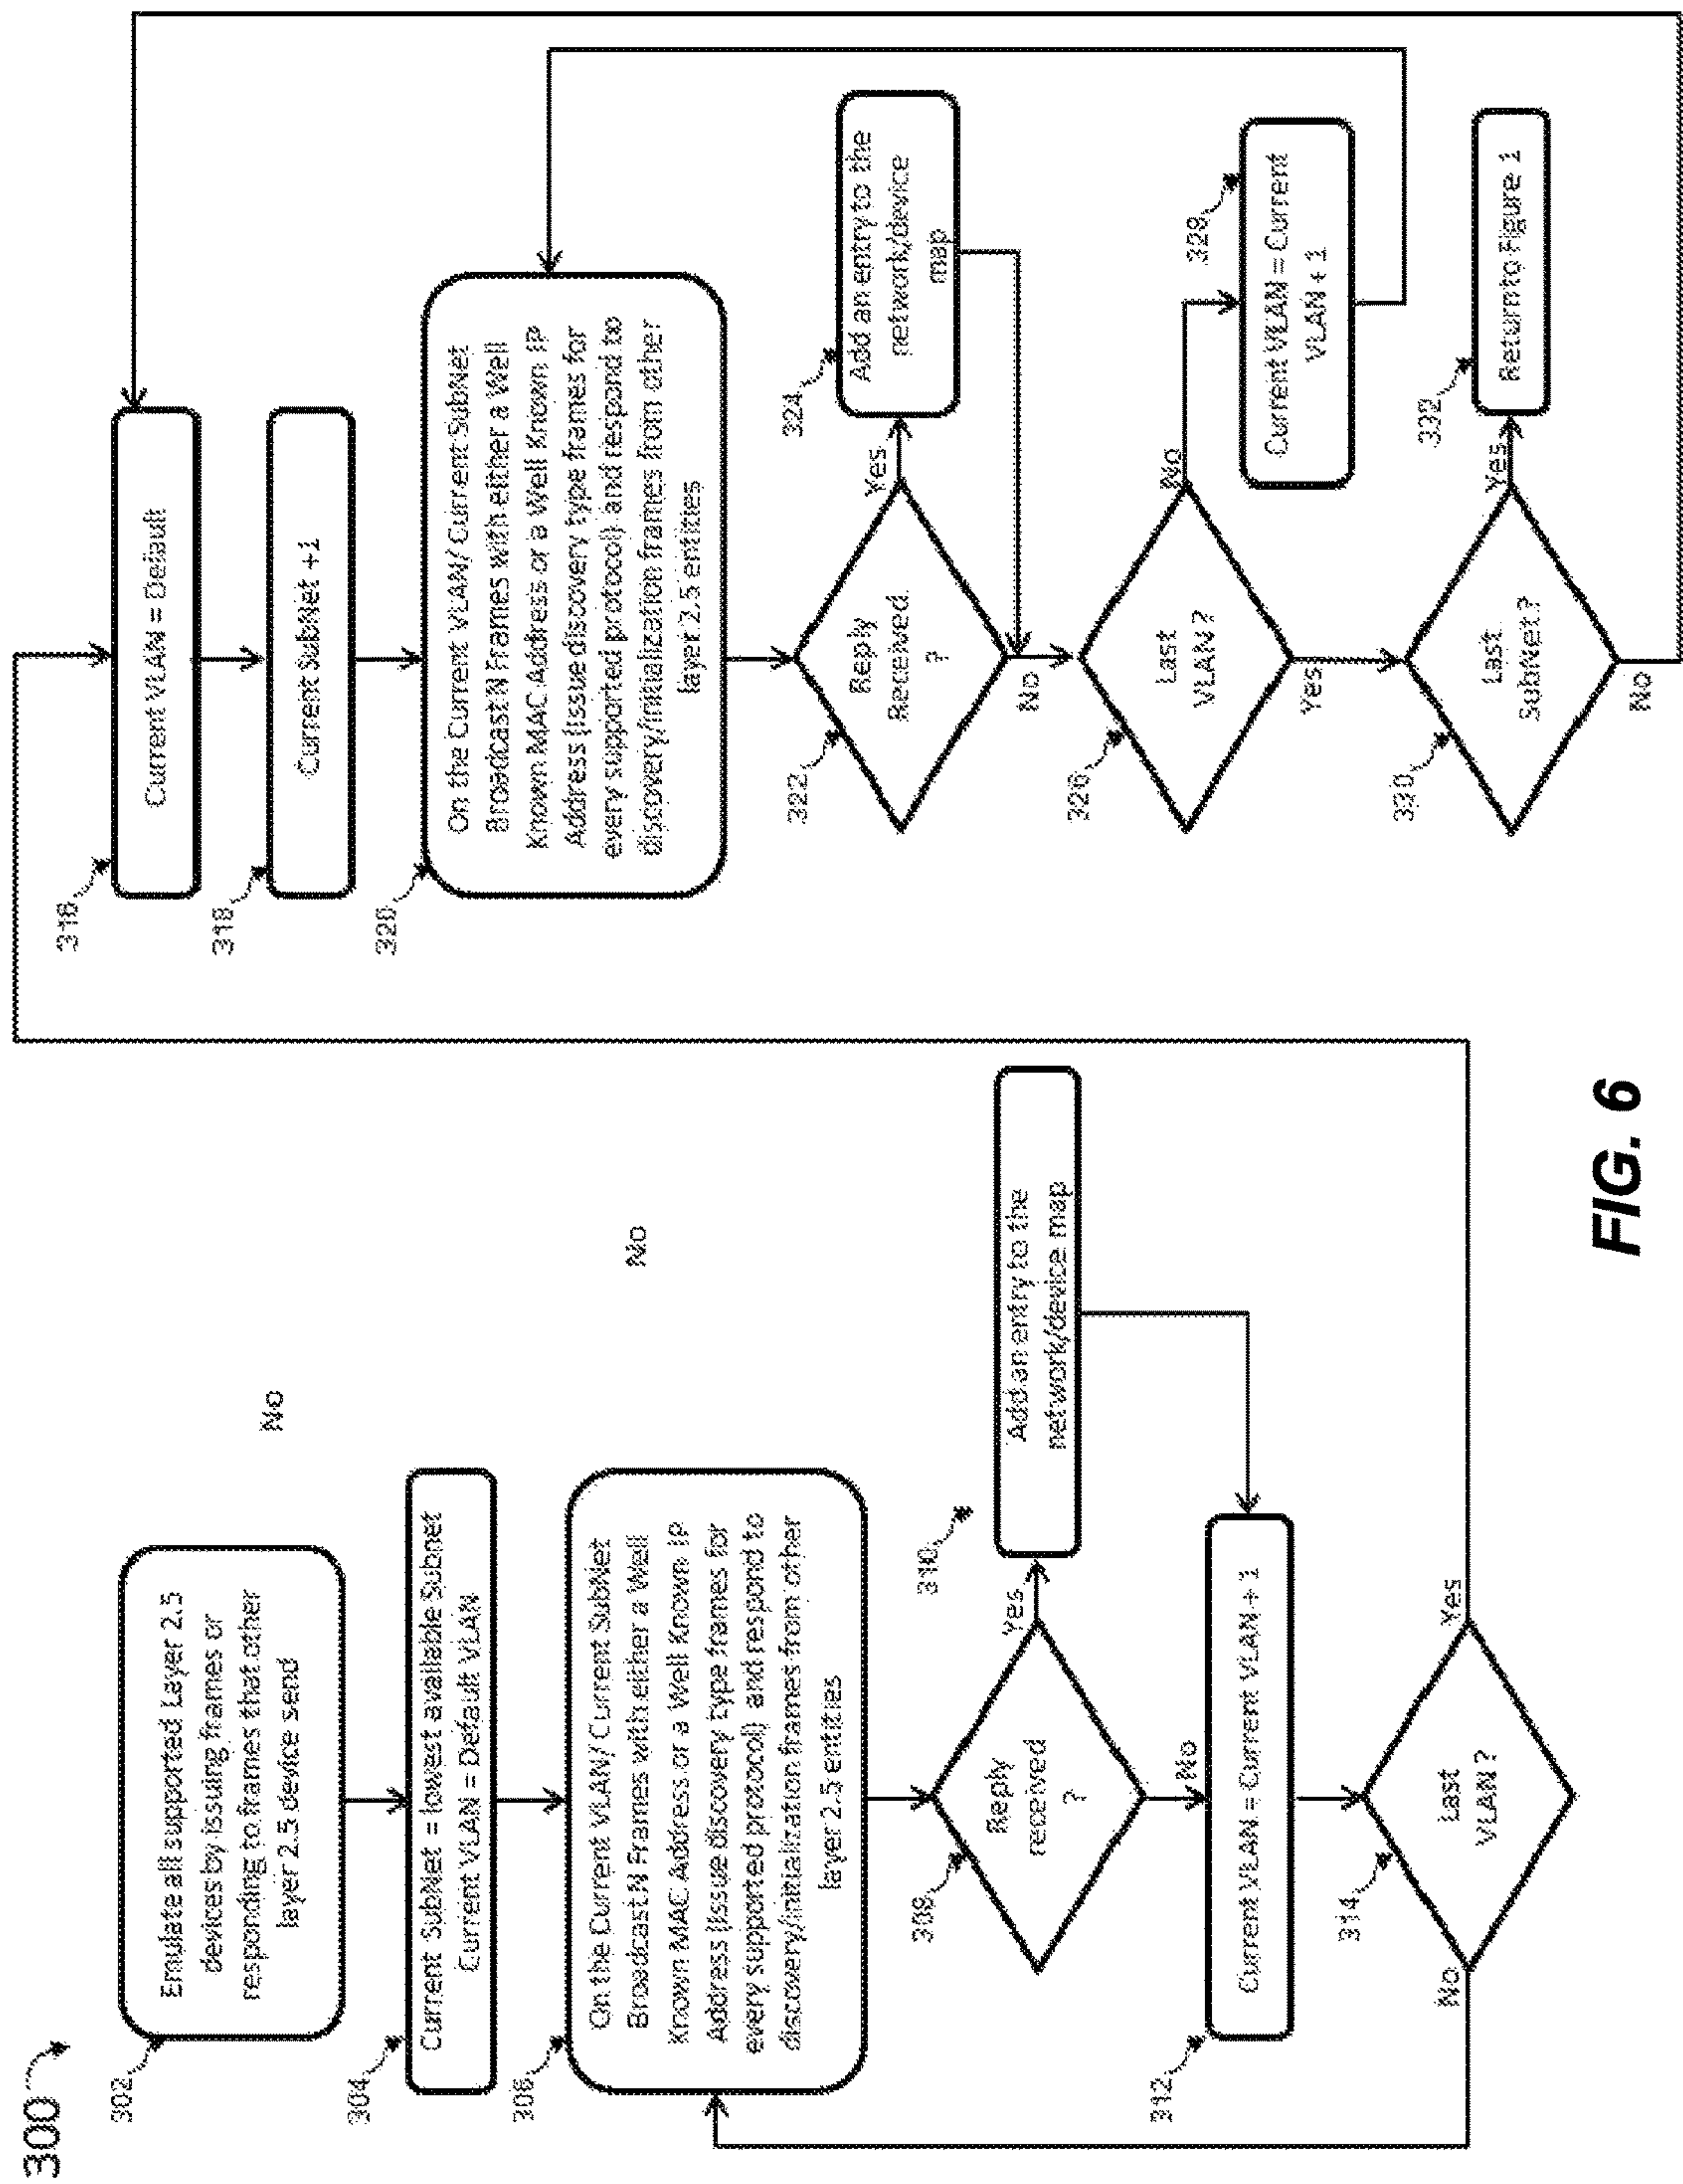 300
302
Emulate all supported Layer 2.5
devices by issuing frames or
responding to frames that other
layer 2.5 device send
No
304
Current SubNet = lowest available Subnet
Current VLAN = Default VLAN
306
On the Current VLAN/ Current SubNet
Broadcast N Frames with either a Well
Known MAC Address or a Well Known IP
Address (Issue discovery type frames for
every supported protocol) and respond to
discovery/initialization frames from other
layer 2.5 entities
No
308
Reply
received
?
Yes
310
Add an entry to the
network/device map
No
312
Current VLAN = Current VLAN + 1
314
Last
VLAN?
No
Yes
316
Current VLAN = Default
318
Current SubNet +1
320
On the Current VLAN/ Current SubNet
Broadcast N Frames with either a Well
Known MAC Address or a Well Known IP
Address (Issue discovery type frames for
every supported protocol) and respond to
discovery/initialization frames from other
layer 2.5 entities
322
Reply
Received
?
Yes
324
Add an entry to the
network/device
map
No
326
Last
VLAN?
No
328
Current VLAN = Current
VLAN + 1
Yes
330
Last
SubNet?
Yes
332
Return to Figure 1
No
FIG. 6